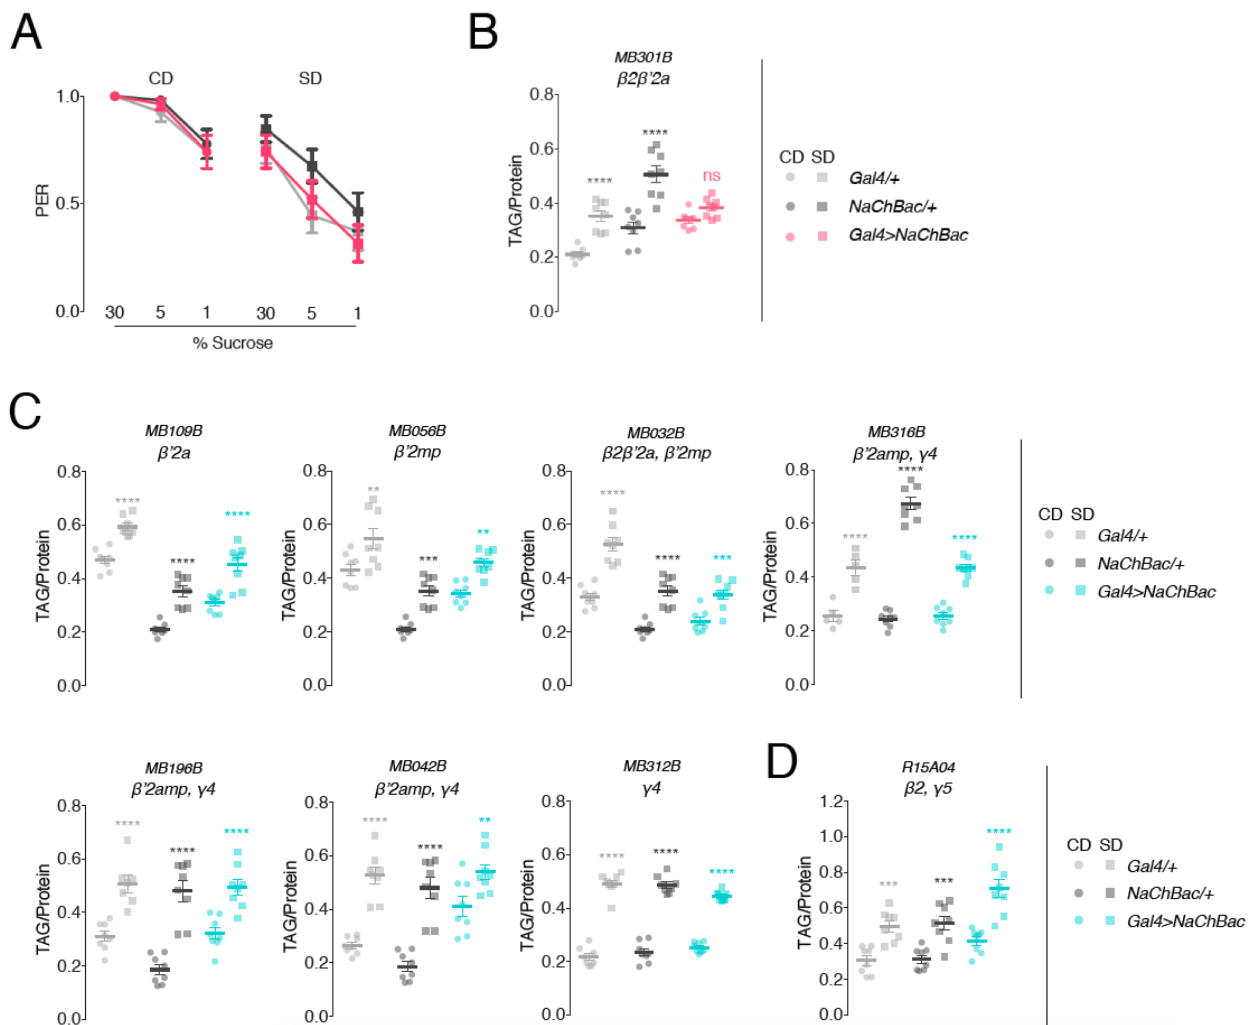 A
CD SD
1.0
0.5
0.0
PER
30 5 1 30 5 1
% Sucrose
B
MB301B
β2β'2a
0.8
0.6
0.4
0.2
0.0
TAG/Protein
****
****
ns
CD SD
Gal4/+
NaChBac/+
Gal4>NaChBac
C
MB109B
β'2a
0.8
0.6
0.4
0.2
0.0
TAG/Protein
****
****
****
MB056B
β'2mp
0.8
0.6
0.4
0.2
0.0
TAG/Protein
**
***
**
MB032B
β2β'2a, β'2mp
0.8
0.6
0.4
0.2
0.0
TAG/Protein
****
****
***
MB316B
β'2amp, γ4
0.8
0.6
0.4
0.2
0.0
TAG/Protein
****
****
****
CD SD
Gal4/+
NaChBac/+
Gal4>NaChBac
MB196B
β'2amp, γ4
0.8
0.6
0.4
0.2
0.0
TAG/Protein
****
****
****
MB042B
β'2amp, γ4
0.8
0.6
0.4
0.2
0.0
TAG/Protein
****
****
**
MB312B
γ4
0.8
0.6
0.4
0.2
0.0
TAG/Protein
****
****
****
D
R15A04
β2, γ5
1.2
1.0
0.8
0.6
0.4
0.2
0.0
TAG/Protein
***
***
****
CD SD
Gal4/+
NaChBac/+
Gal4>NaChBac